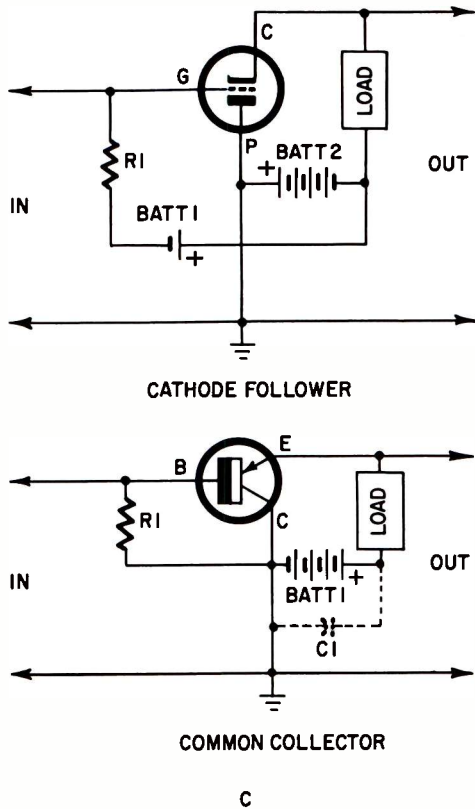 C
G
LOAD
P
R1
+
BATT 2
OUT
IN
BATT 1
+
CATHODE FOLLOWER
E
B
C
R1
LOAD
IN
+
OUT
BATT 1
C1
COMMON COLLECTOR
C